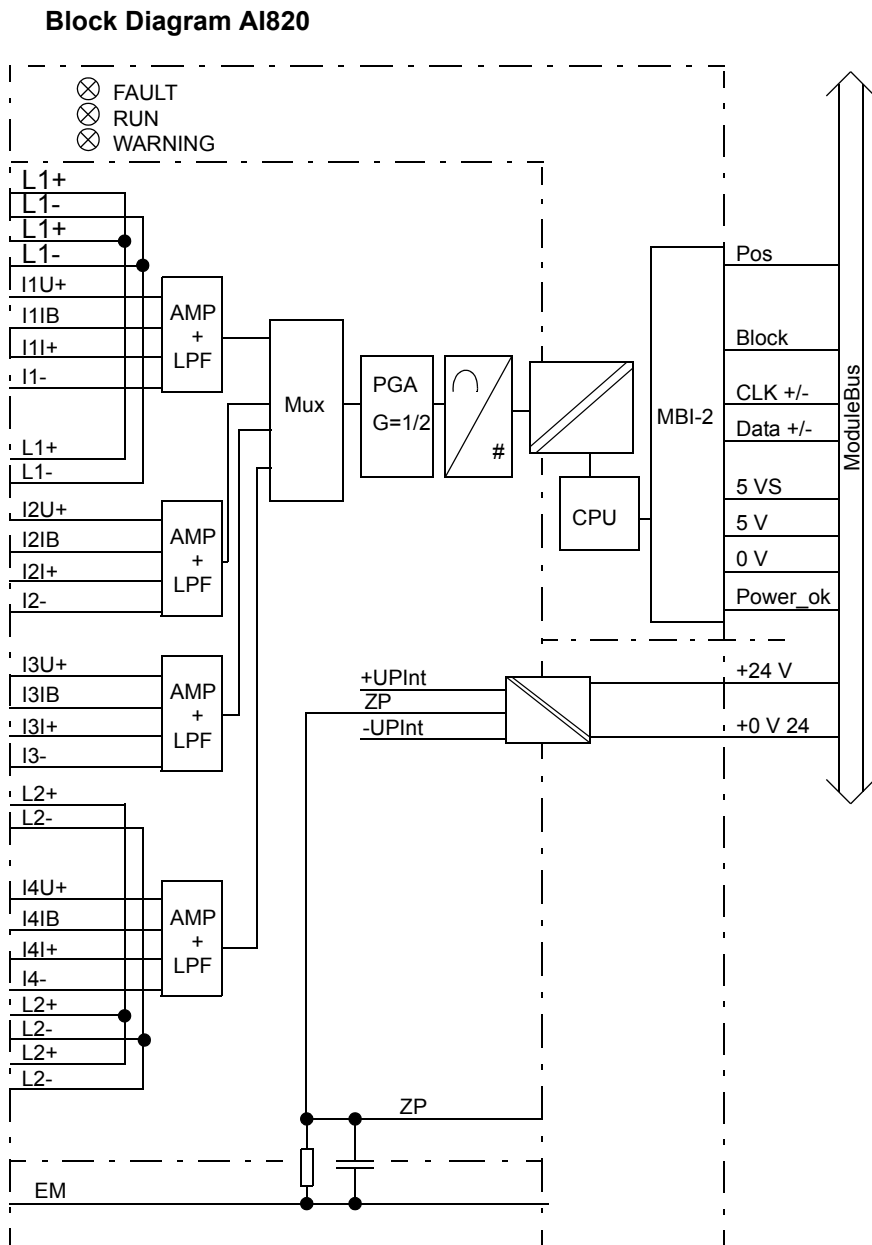 Block Diagram AI820
FAULT
RUN
WARNING
L1+
L1-
L1+
L1-
I1U+
I1IB
I1I+
I1-
AMP
+
LPF
L1+
L1-
I2U+
I2IB
I2I+
I2-
AMP
+
LPF
I3U+
I3IB
I3I+
I3-
AMP
+
LPF
L2+
L2-
I4U+
I4IB
I4I+
I4-
AMP
+
LPF
L2+
L2-
L2+
L2-
Mux
PGA
G=1/2
#
CPU
MBI-2
Pos
Block
CLK +/-
Data +/-
5 VS
5 V
0 V
Power_ok
ModuleBus
+UPInt
ZP
-UPInt
+24 V
+0 V 24
ZP
EM